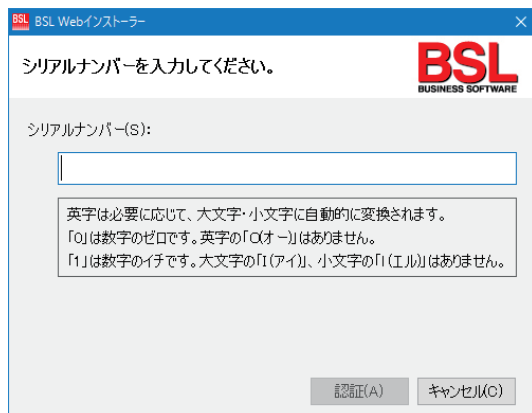 BSL BSL Webインストーラー
シリアルナンバーを入力してください。
BSL
BUSINESS SOFTWARE
シリアルナンバー(S):
英字は必要に応じて、大文字・小文字に自動的に変換されます。
「0」は数字のゼロです。英字の「O(オー)」はありません。
「1」は数字のイチです。大文字の「I(アイ)」、小文字の「l(エル)」はありません。
認証(A) キャンセル(C)